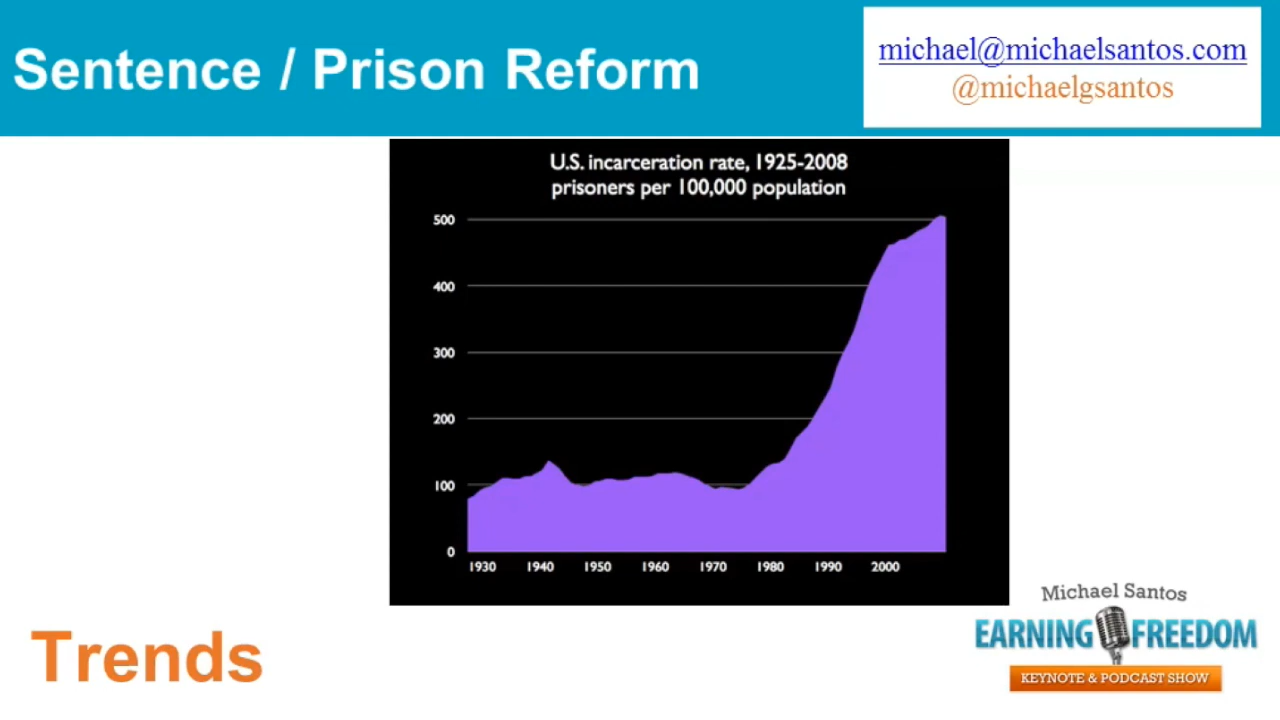 Sentence / Prison Reform
michael@michaelsantos.com
@michaelgsantos
U.S. incarceration rate, 1925-2008
prisoners per 100,000 population
500
400
300
200
100
0
1930 1940 1950 1960 1970 1980 1990 2000
Trends
Michael Santos
EARNING FREEDOM
KEYNOTE & PODCAST SHOW